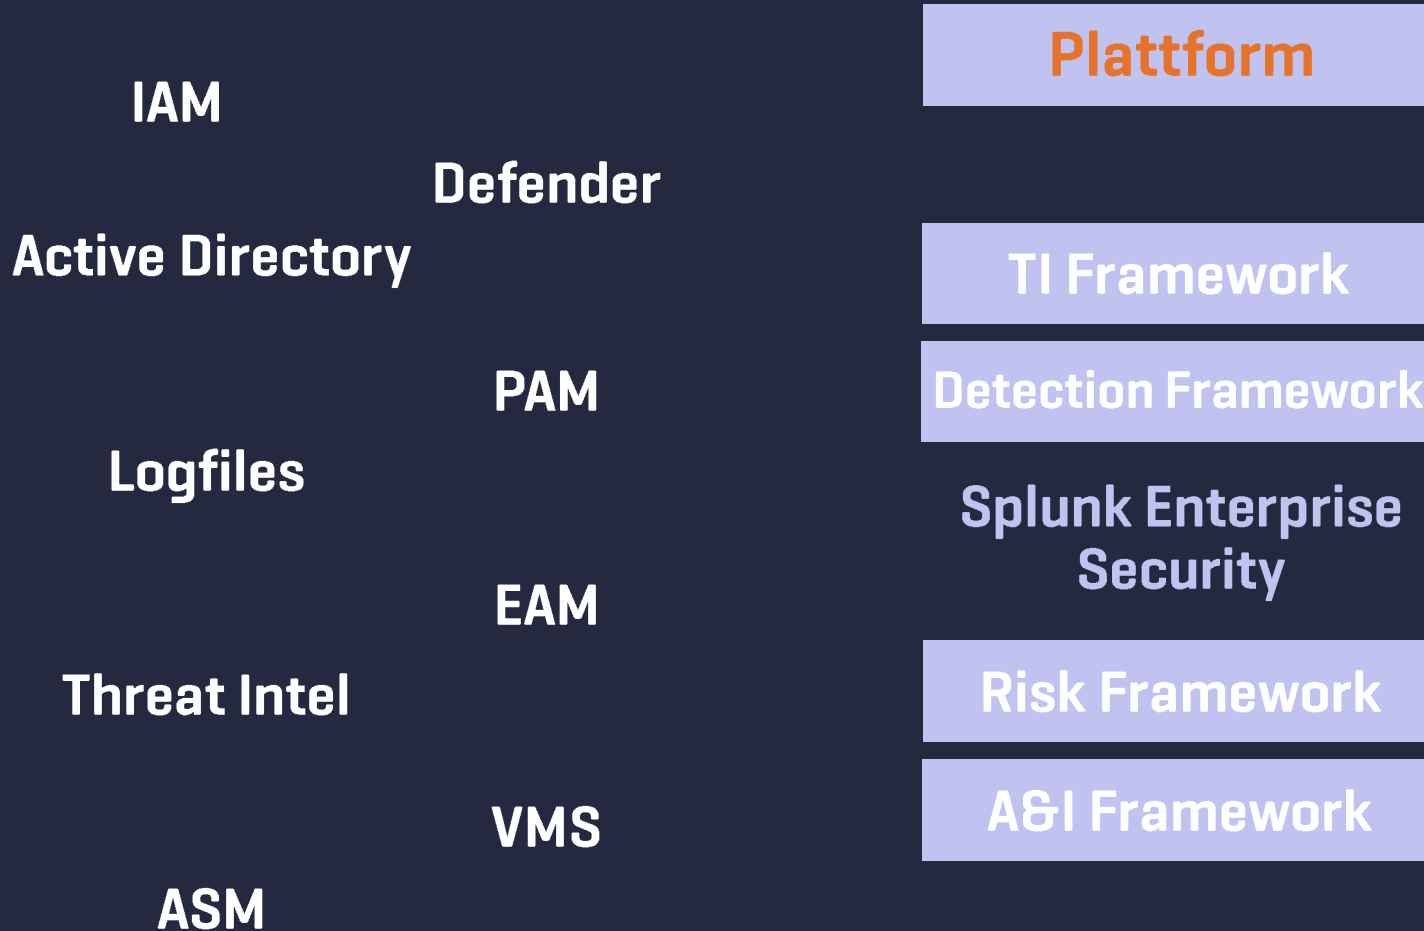 Plattform
IAM
Defender
Active Directory
TI Framework
PAM
Detection Framework
Logfiles
Splunk Enterprise
Security
EAM
Threat Intel
Risk Framework
VMS
A&I Framework
ASM